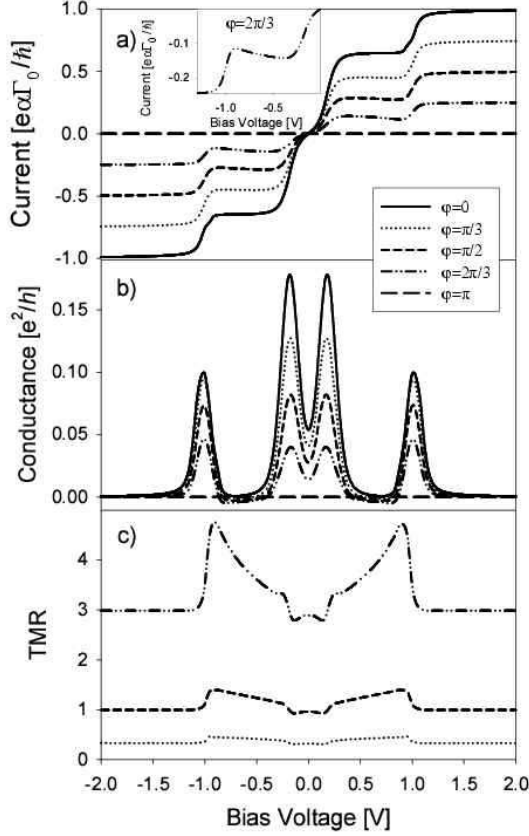 a)
φ=2π/3
Current [eαΓ₀/ħ]
-0.1
-0.2
-1.0
-0.5
Bias Voltage [V]
Current [eαΓ₀/ħ]
1.0
0.5
0.0
-0.5
-1.0
φ=0
φ=π/3
φ=π/2
φ=2π/3
φ=π
b)
Conductance [e²/h]
0.15
0.10
0.05
0.00
c)
TMR
4
3
2
1
0
-2.0
-1.5
-1.0
-0.5
0.0
0.5
1.0
1.5
2.0
Bias Voltage [V]